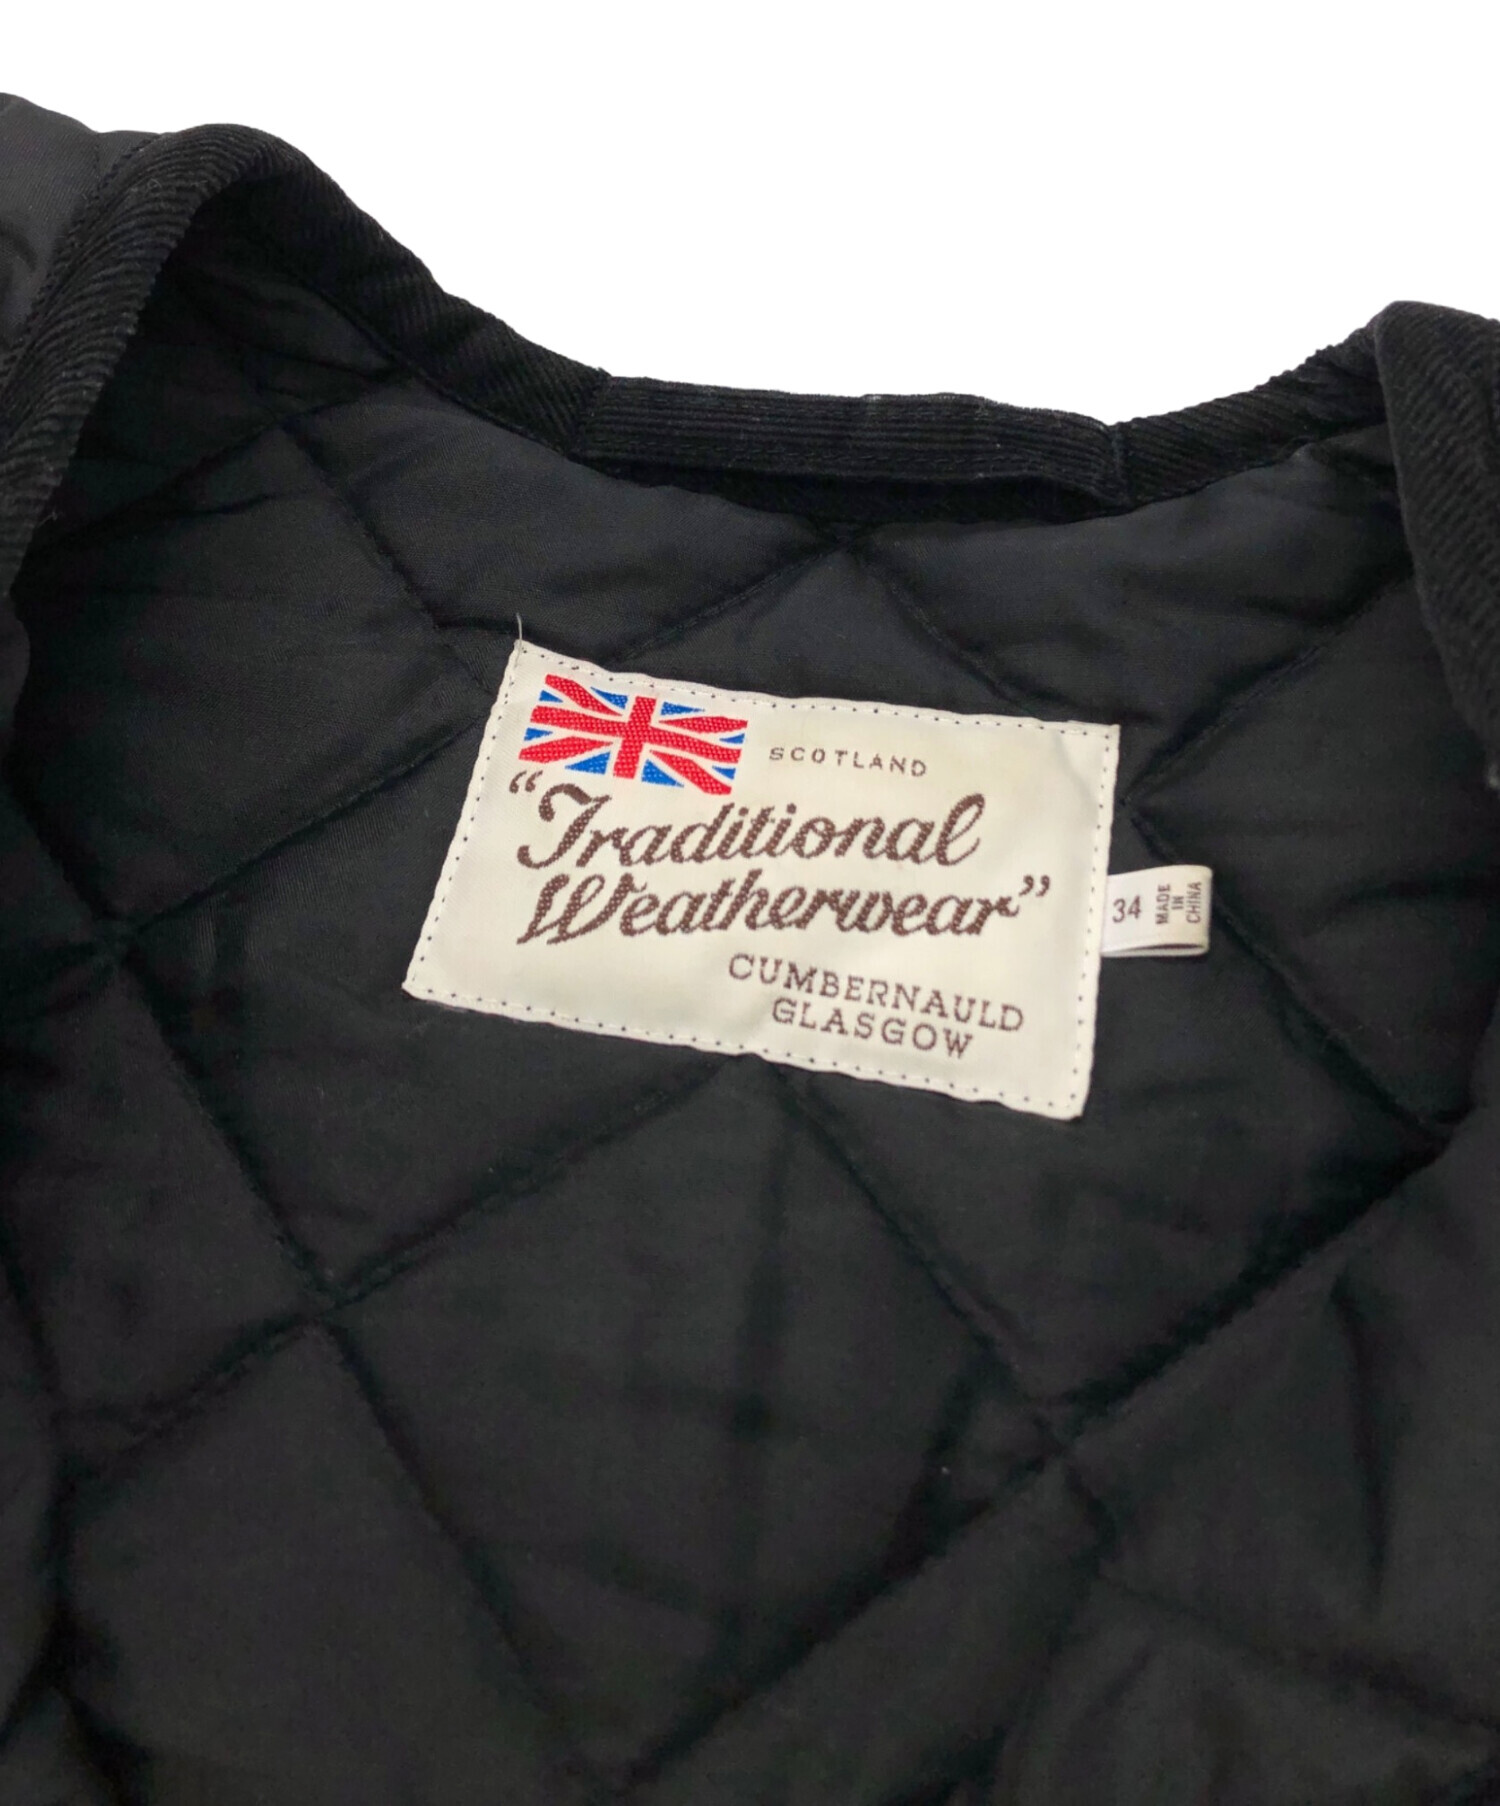 SCOTLAND
“Traditional
Weatherwear”
CUMBERNAULD
GLASGOW
34
MADE
IN
CHINA